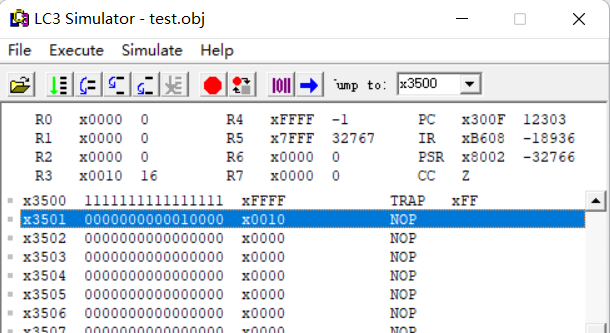 LC3 Simulator - test.obj
File Execute Simulate Help
Jump to: x3500
R0 x0000 0 R4 xFFFF -1 PC x300F 12303
R1 x0000 0 R5 x7FFF 32767 IR xB608 -18936
R2 x0000 0 R6 x0000 0 PSR x8002 -32766
R3 x0010 16 R7 x0000 0 CC Z
x3500 1111111111111111 xFFFF TRAP xFF
x3501 0000000000010000 x0010 NOP
x3502 0000000000000000 x0000 NOP
x3503 0000000000000000 x0000 NOP
x3504 0000000000000000 x0000 NOP
x3505 0000000000000000 x0000 NOP
x3506 0000000000000000 x0000 NOP
x3507 0000000000000000 x0000 NOP